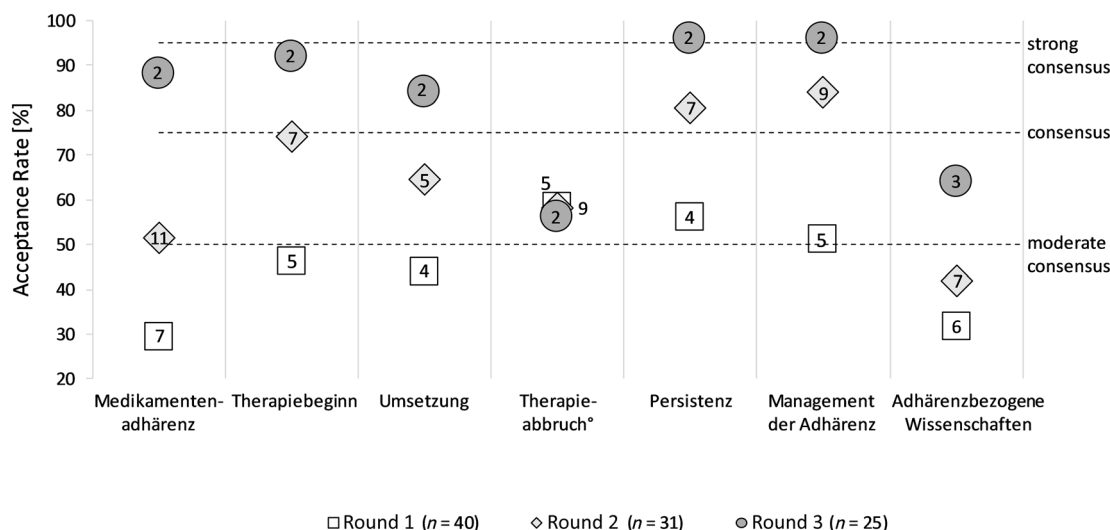 100
90
80
70
60
50
40
30
20
Acceptance Rate [%]
strong
consensus
consensus
moderate
consensus
2
2
2
2
2
7
9
7
5
3
5
9
2
4
11
5
5
4
7
7
6
Medikamenten-
adhärenz
Therapiebeginn
Umsetzung
Therapie-
abbruch°
Persistenz
Management
der Adhärenz
Adhärenzbezogene
Wissenschaften
Round 1 (n = 40)
Round 2 (n = 31)
Round 3 (n = 25)